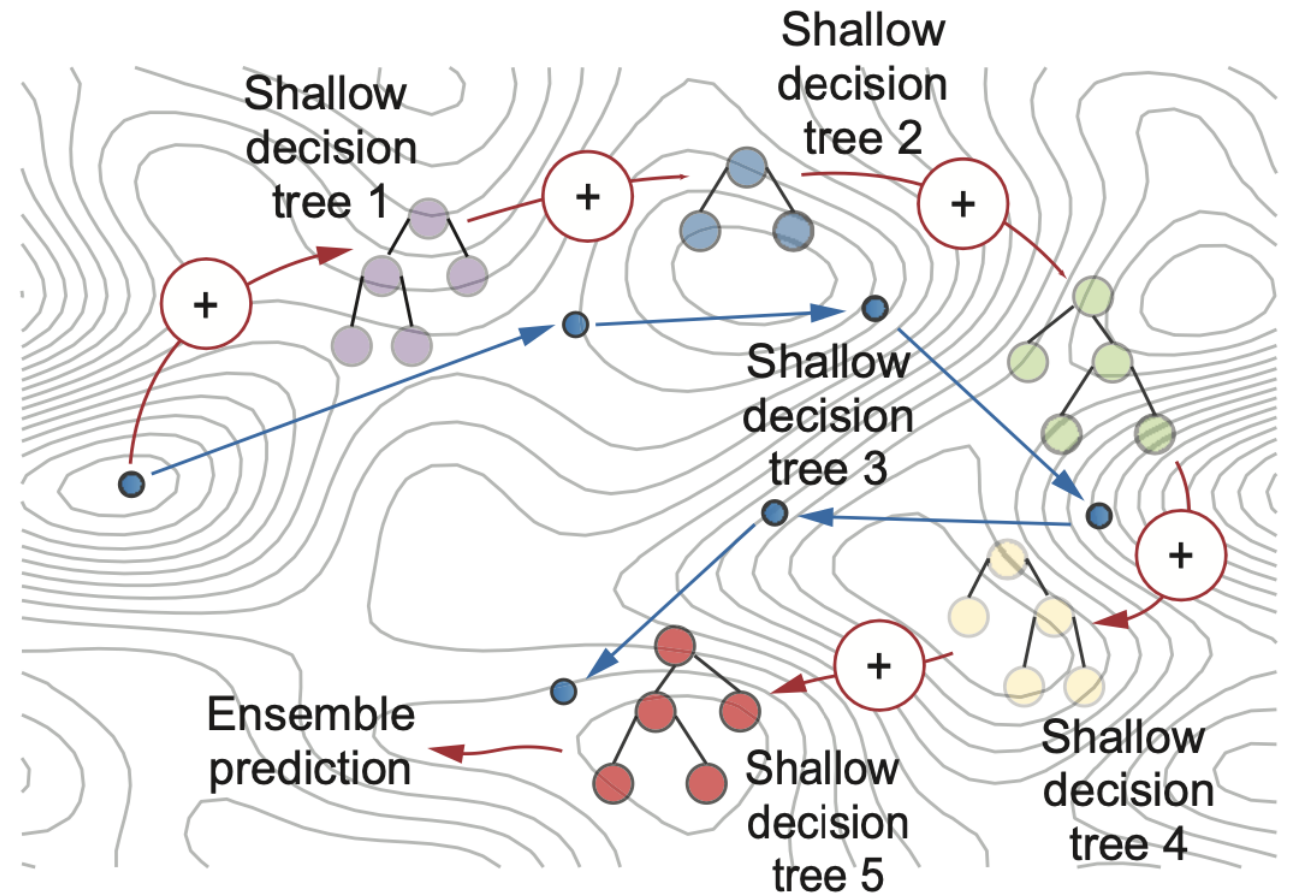 Shallow
decision
tree 1
+
+
Shallow
decision
tree 2
+
Shallow
decision
tree 3
+
Shallow
decision
tree 4
+
Shallow
decision
tree 5
Ensemble
prediction